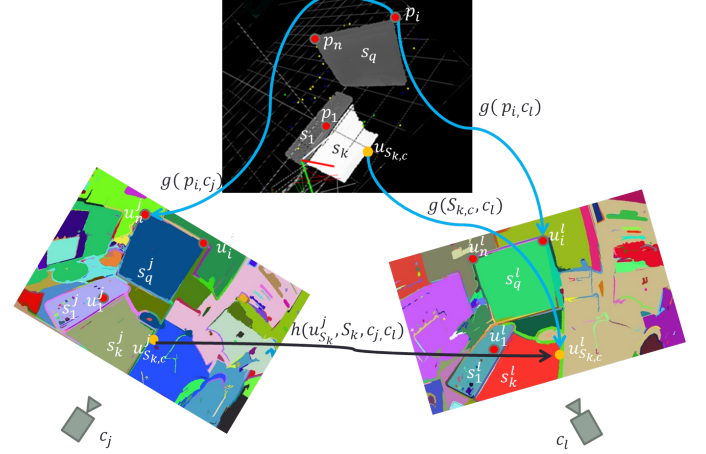 p_i
p_n
s_q
p_1
s_1
s_k
u_{S_{k,c}}
g( p_i, c_l)
g( p_i, c_j)
g(S_{k,c}, c_l)
u_n^j
u_i^j
s_q^j
s_1^j u_1^j
s_k^j u_{S_{k,c}}^j
h(u_{S_k}^j, S_k, c_j, c_l)
u_n^l
u_i^l
s_q^l
u_1^l
s_1^l
s_k^l
u_{S_{k,c}}^l
c_j
c_l